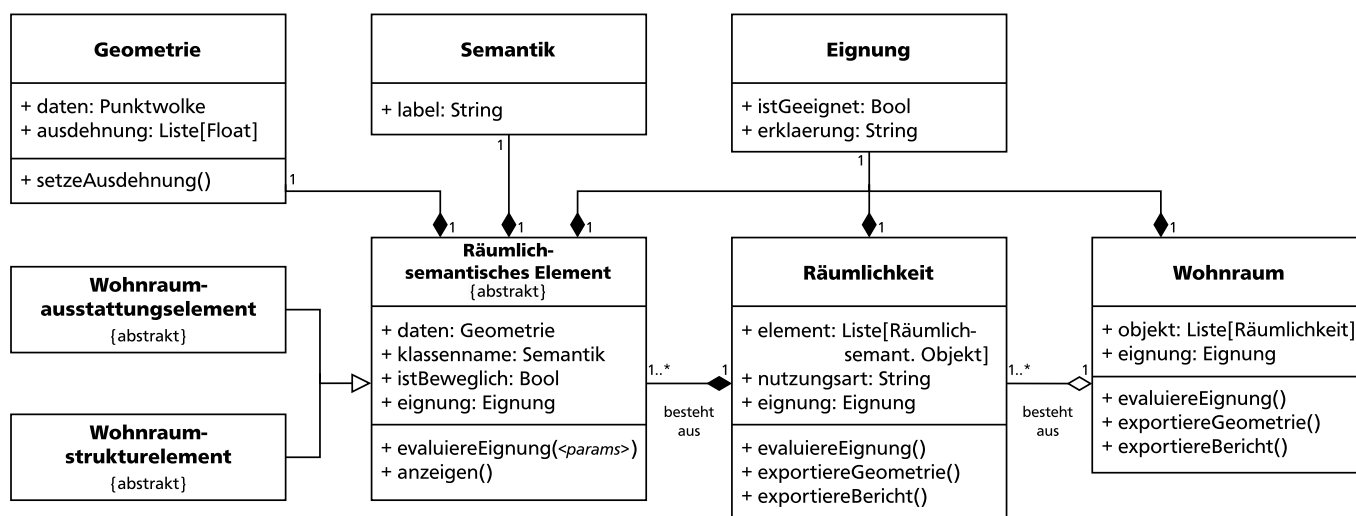 Geometrie
+ daten: Punktwolke
+ ausdehnung: Liste[Float]
+ setzeAusdehnung()
Semantik
+ label: String
Eignung
+ istGeeignet: Bool
+ erklaerung: String
1
1
1
1
1
1
1
1
Räumlich-
semantisches Element
{abstrakt}
+ daten: Geometrie
+ klassenname: Semantik
+ istBeweglich: Bool
+ eignung: Eignung
+ evaluiereEignung(<params>)
+ anzeigen()
Wohnraum-
ausstattungselement
{abstrakt}
Wohnraum-
strukturelement
{abstrakt}
1..*
1
besteht
aus
Räumlichkeit
+ element: Liste[Räumlich-
semant. Objekt]
+ nutzungsart: String
+ eignung: Eignung
+ evaluiereEignung()
+ exportiereGeometrie()
+ exportiereBericht()
1..*
1
besteht
aus
Wohnraum
+ objekt: Liste[Räumlichkeit]
+ eignung: Eignung
+ evaluiereEignung()
+ exportiereGeometrie()
+ exportiereBericht()